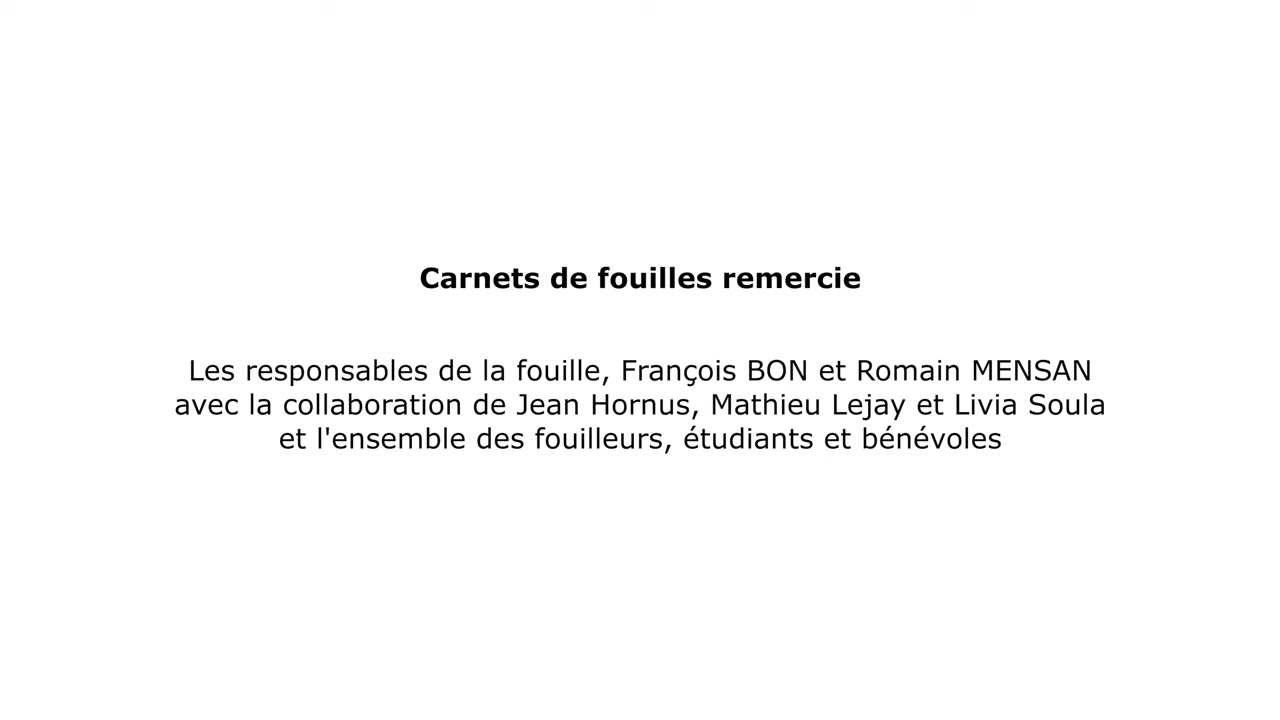 Carnets de fouilles remercie
Les responsables de la fouille, François BON et Romain MENSAN
avec la collaboration de Jean Hornus, Mathieu Lejay et Livia Soula
et l'ensemble des fouilleurs, étudiants et bénévoles